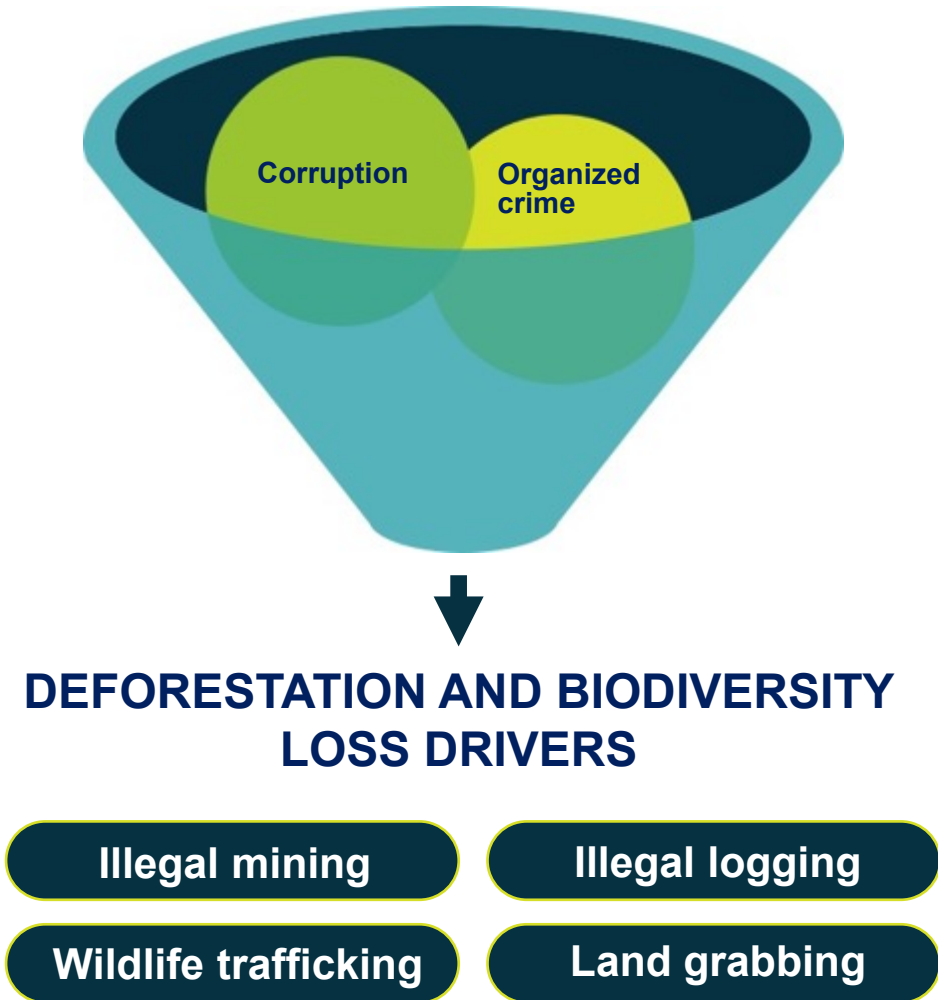 Corruption
Organized
crime
DEFORESTATION AND BIODIVERSITY
LOSS DRIVERS
Illegal mining
Illegal logging
Wildlife trafficking
Land grabbing